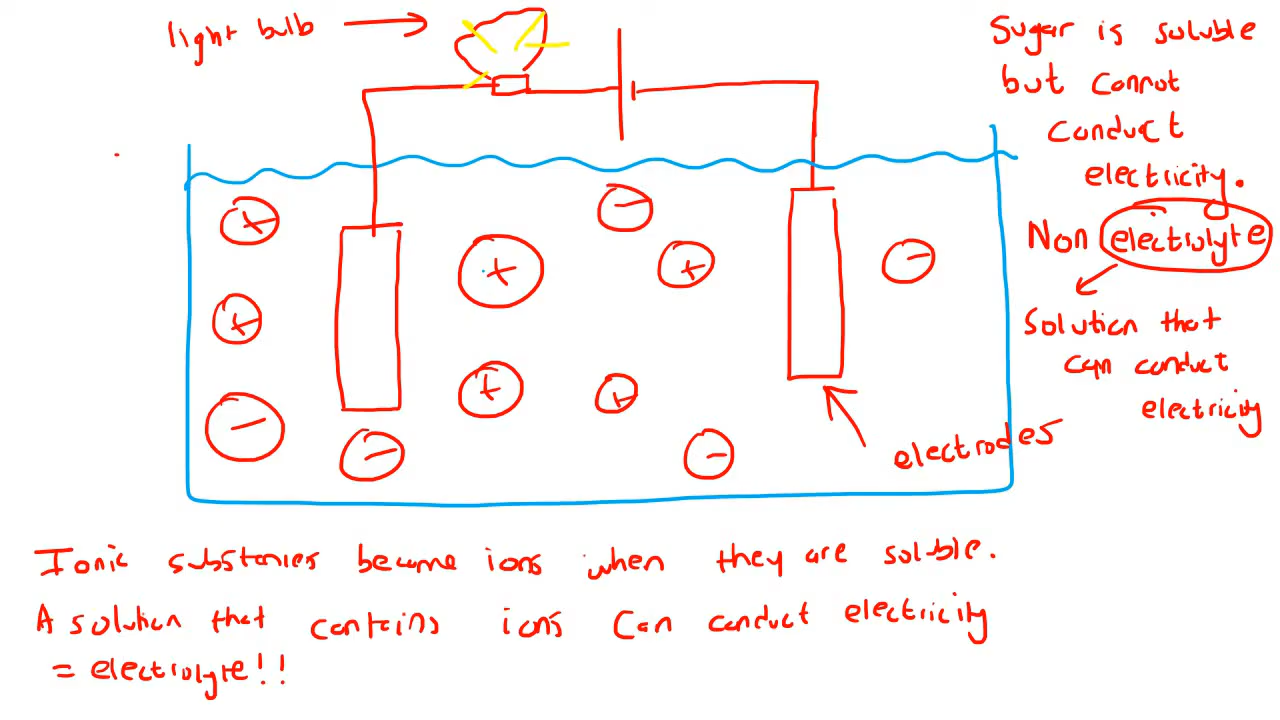 light bulb
Sugar is soluble
but cannot
conduct
electricity.
Non electrolyte
Solution that
can conduct
electricity
electrodes
+
-
+
+
-
+
-
+
+
-
-
-
Ionic substances become ions when they are soluble.
A solution that contains ions can conduct electricity
= electrolyte!!